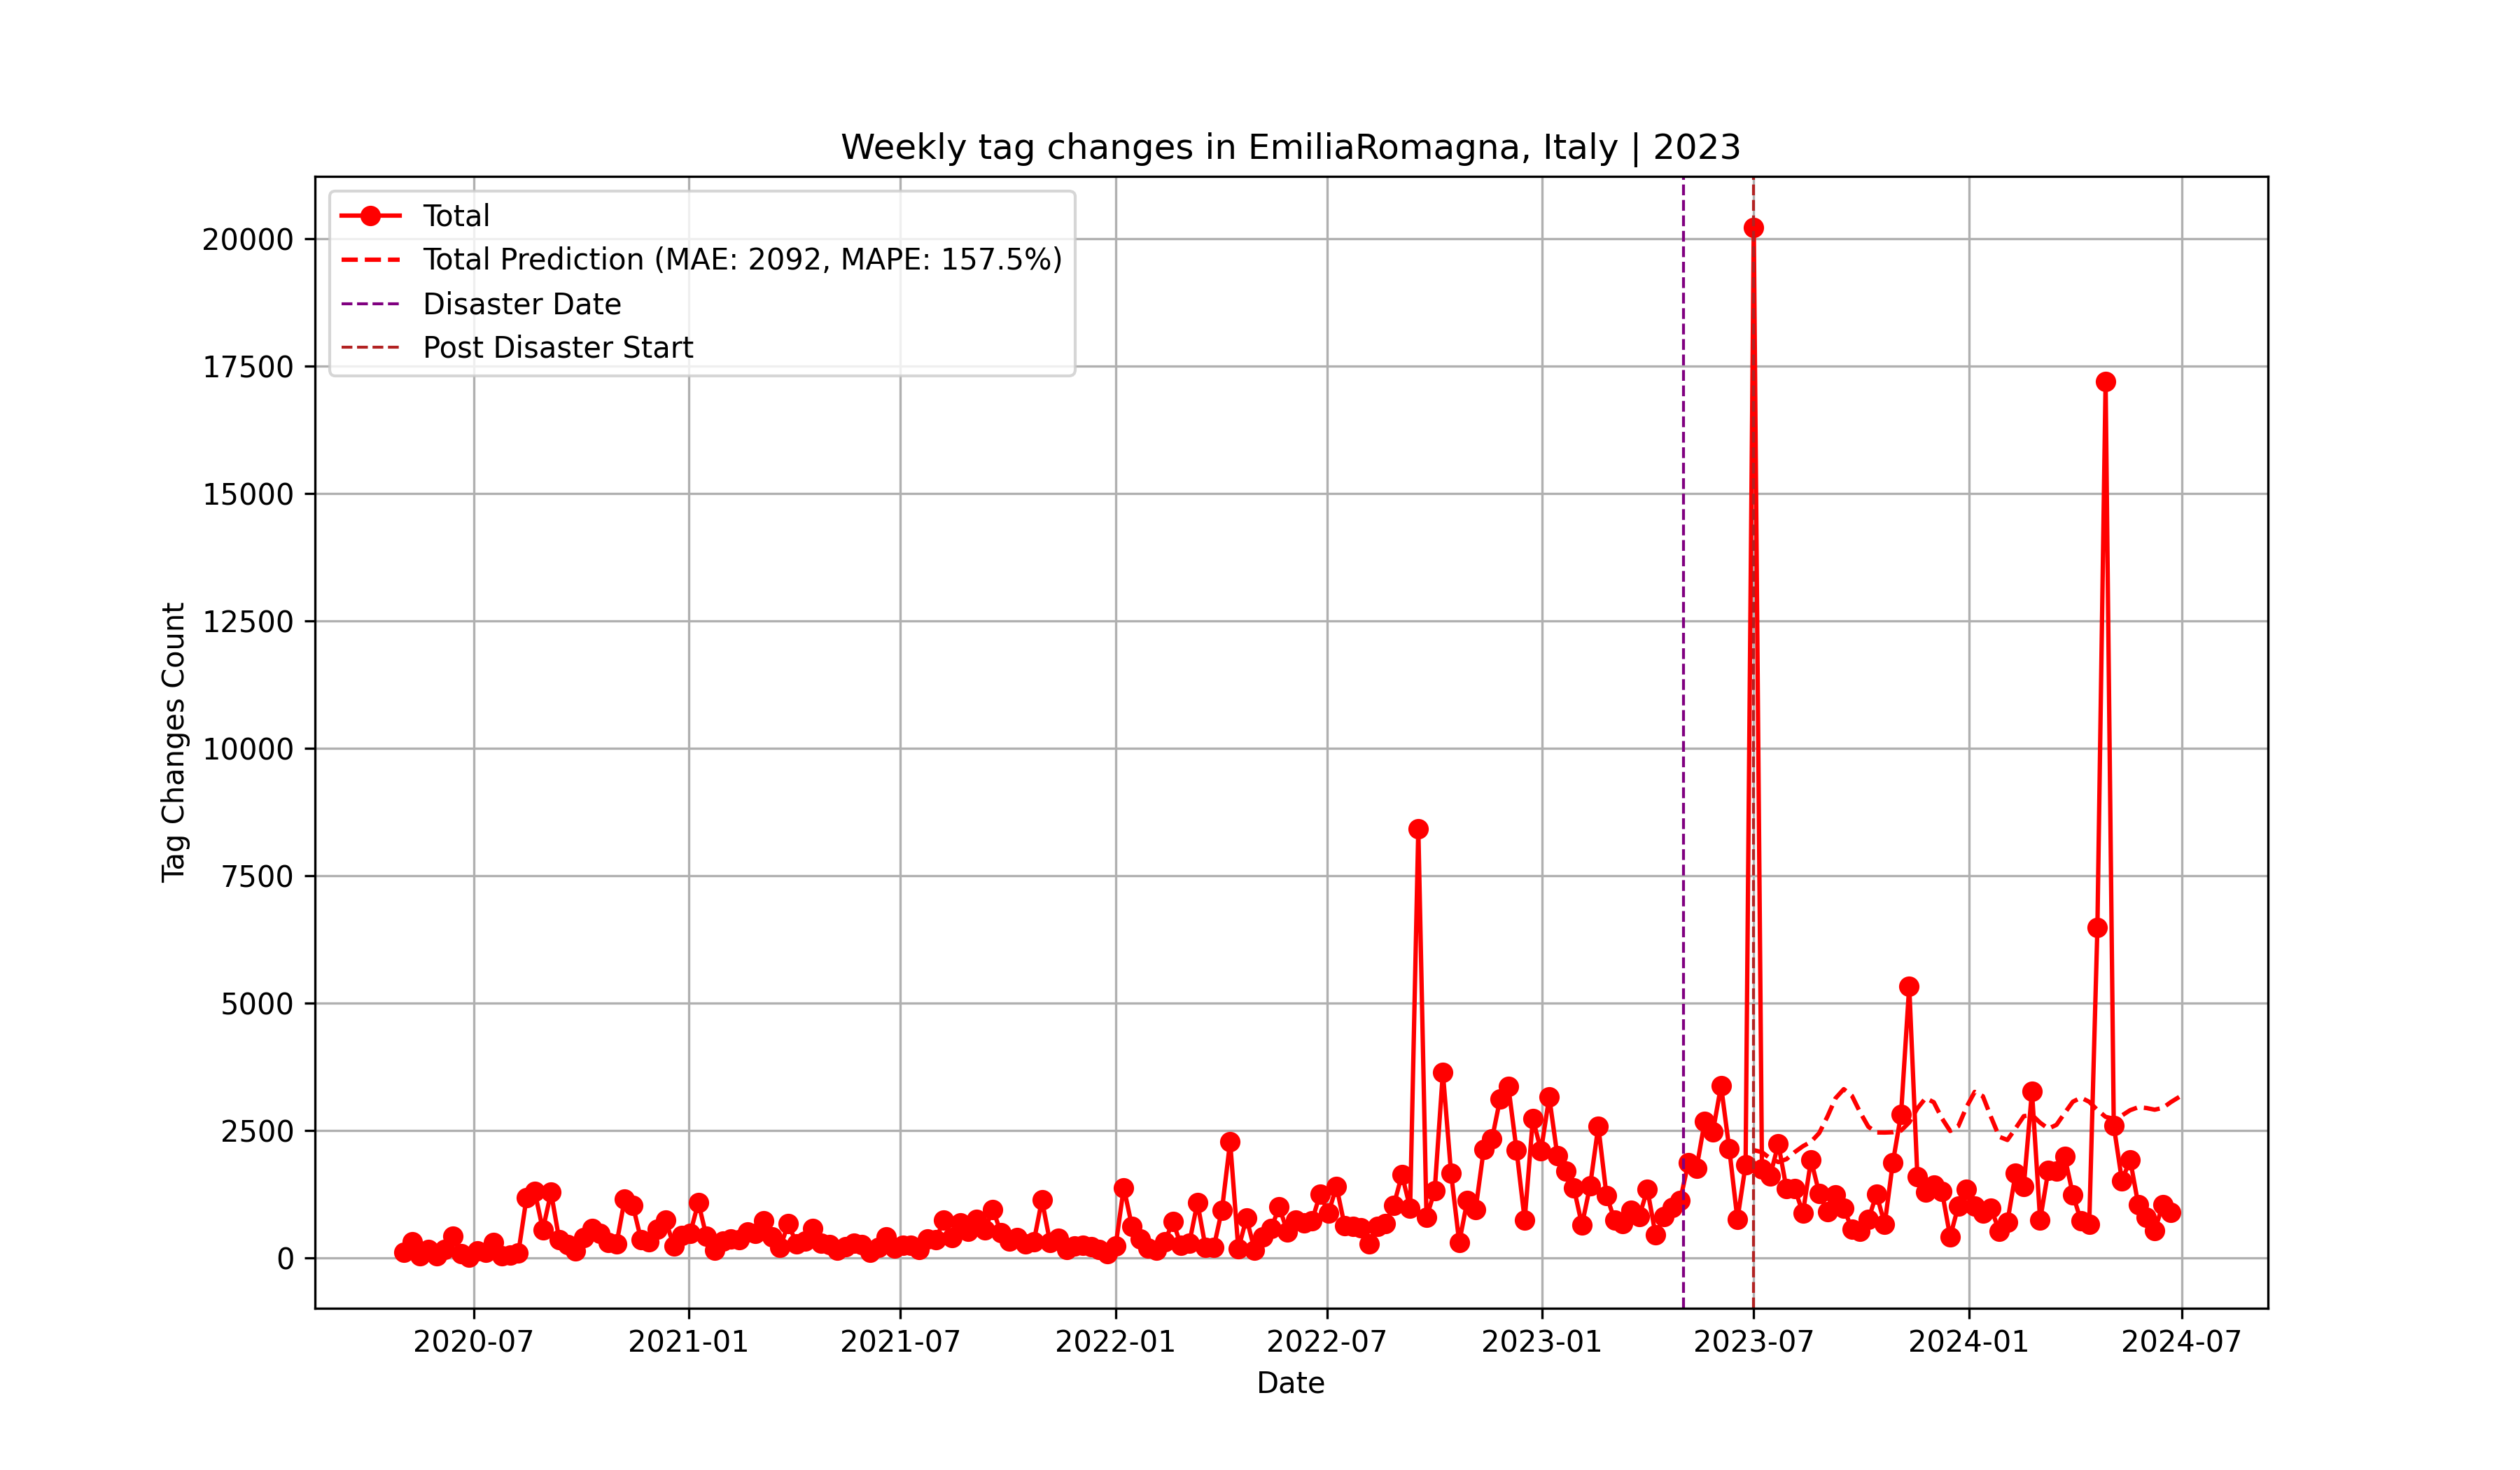 Weekly tag changes in EmiliaRomagna, Italy | 2023
Total
Total Prediction (MAE: 2092, MAPE: 157.5%)
Disaster Date
Post Disaster Start
20000
17500
15000
12500
10000
7500
5000
2500
0
Tag Changes Count
2020-07 2021-01 2021-07 2022-01 2022-07 2023-01 2023-07 2024-01 2024-07
Date